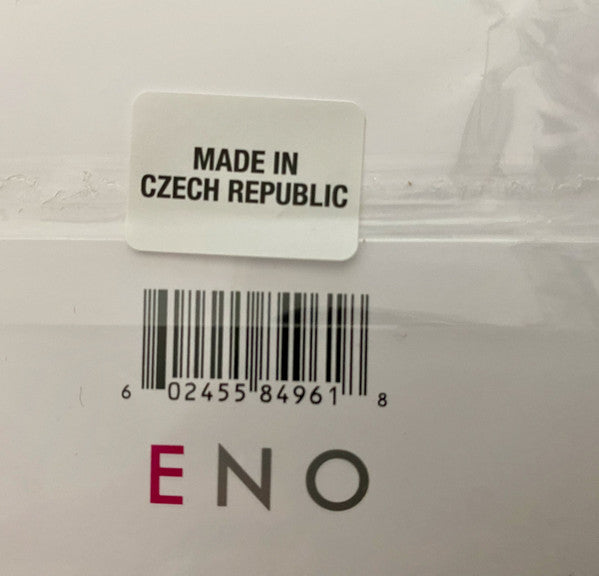 MADE IN
CZECH REPUBLIC
6 02455 84961 8
ENO